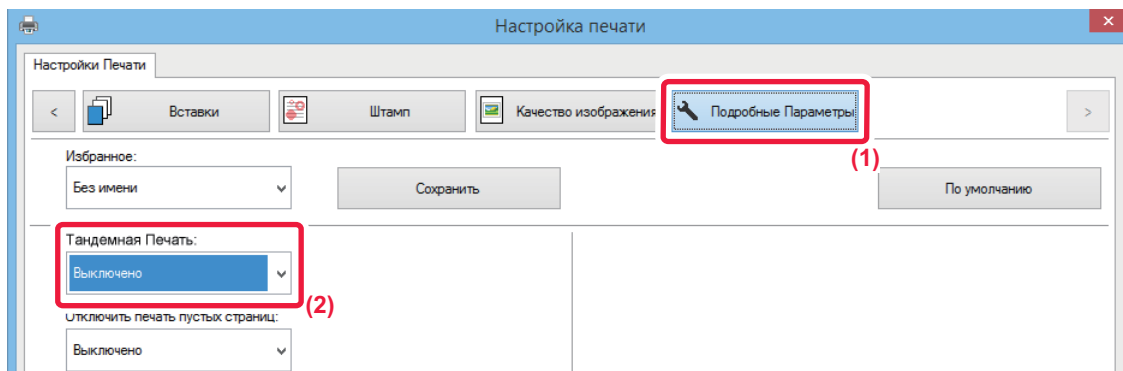 Настройка печати
Настройки Печати
< Вставки Штамп Качество изображения Подробные Параметры >
(1)
Избранное:
Без имени Сохранить По умолчанию
Тандемная Печать:
Выключено
(2)
Отключить печать пустых страниц:
Выключено